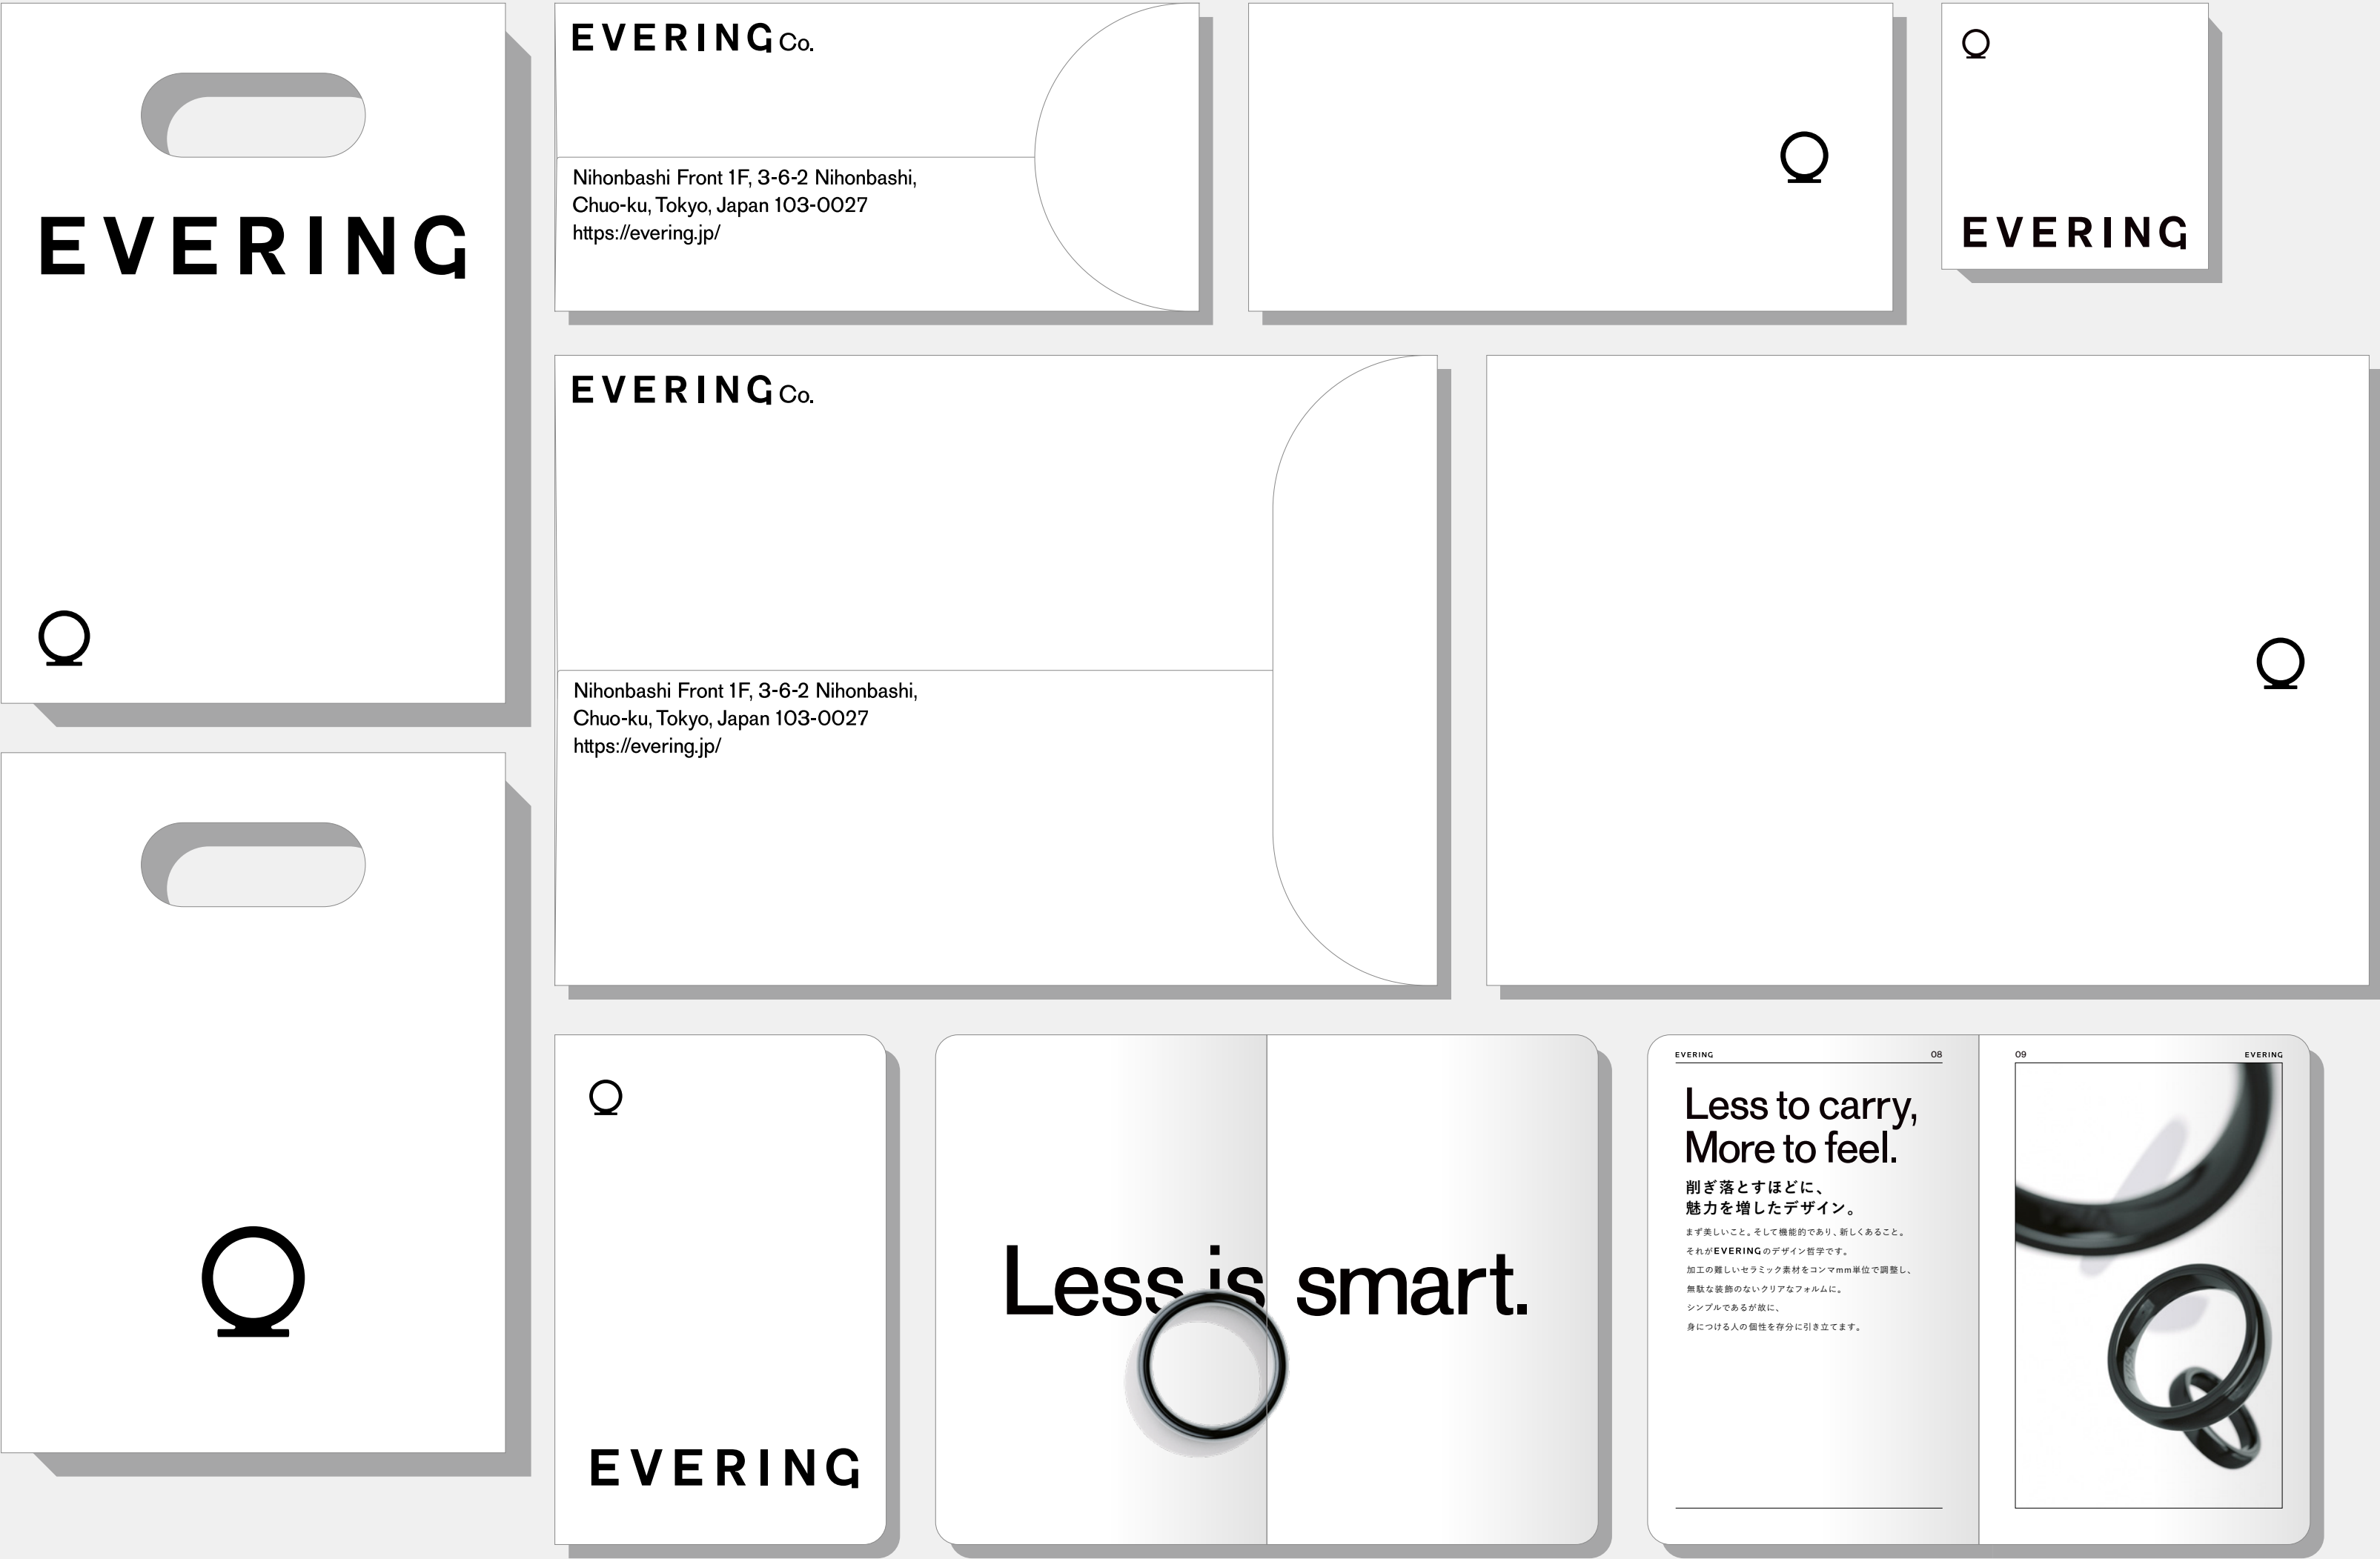 EVERING
EVERING Co.
Nihonbashi Front 1F, 3-6-2 Nihonbashi,
Chuo-ku, Tokyo, Japan 103-0027
https://evering.jp/
EVERING
EVERING Co.
Nihonbashi Front 1F, 3-6-2 Nihonbashi,
Chuo-ku, Tokyo, Japan 103-0027
https://evering.jp/
EVERING
Less is smart.
EVERING 08
Less to carry,
More to feel.
削ぎ落とすほどに、
魅力を増したデザイン。
まず美しいこと。そして機能的であり、新しくあること。
それがEVERINGのデザイン哲学です。
加工の難しいセラミック素材をコンマmm単位で調整し、
無駄な装飾のないクリアなフォルムに。
シンプルであるが故に、
身につける人の個性を存分に引き立てます。
09 EVERING